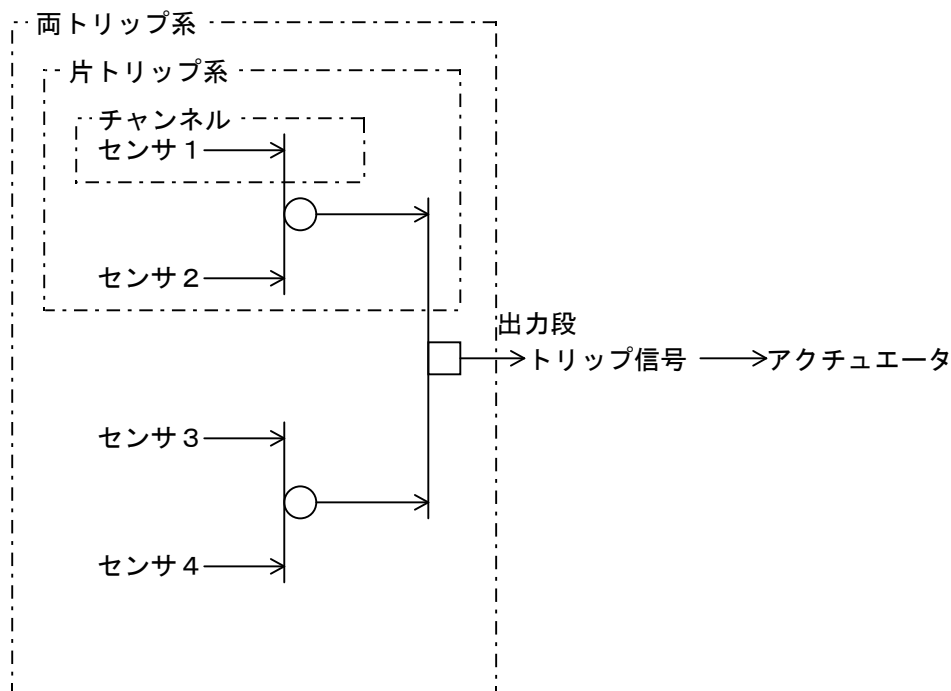 両トリップ系
片トリップ系
チャンネル
センサ１
センサ２
出力段
トリップ信号
アクチュエータ
センサ３
センサ４